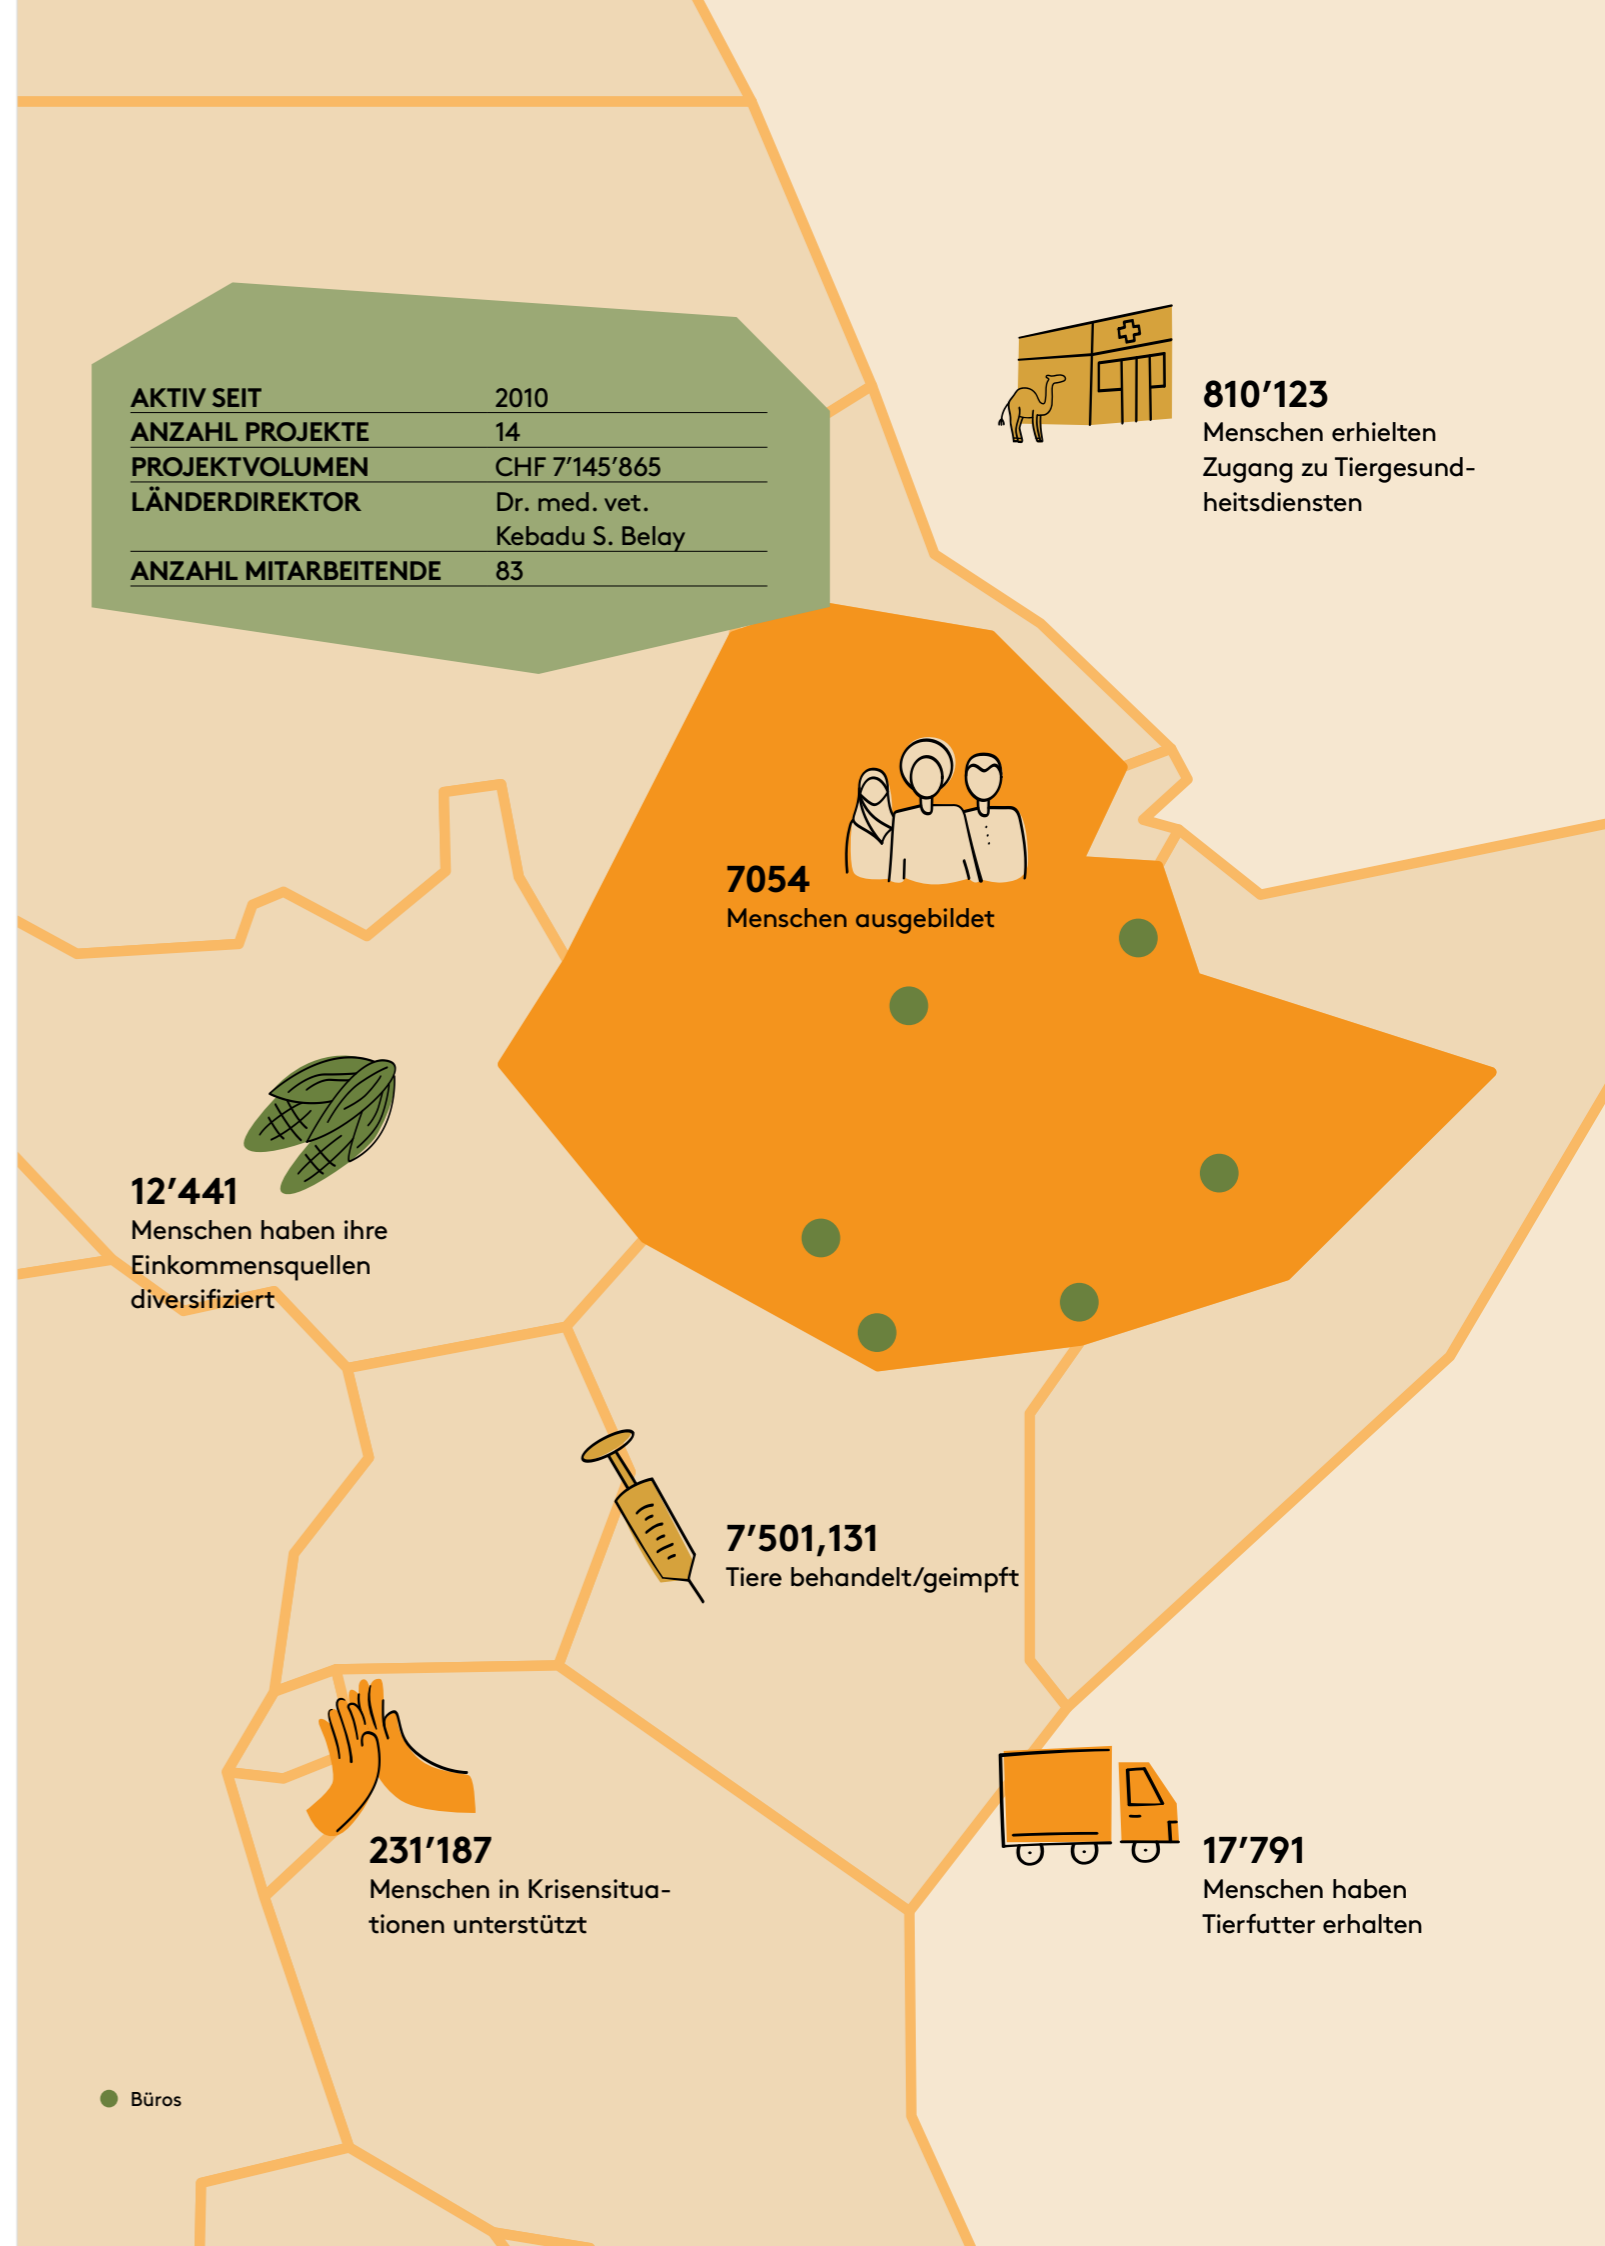 AKTIV SEIT 2010
ANZAHL PROJEKTE 14
PROJEKTVOLUMEN CHF 7’145’865
LÄNDERDIREKTOR Dr. med. vet.
Kebadu S. Belay
ANZAHL MITARBEITENDE 83
810’123
Menschen erhielten
Zugang zu Tiergesund-
heitsdiensten
7054
Menschen ausgebildet
12’441
Menschen haben ihre
Einkommensquellen
diversifiziert
7’501,131
Tiere behandelt/geimpft
231’187
Menschen in Krisensitua-
tionen unterstützt
17’791
Menschen haben
Tierfutter erhalten
Büros